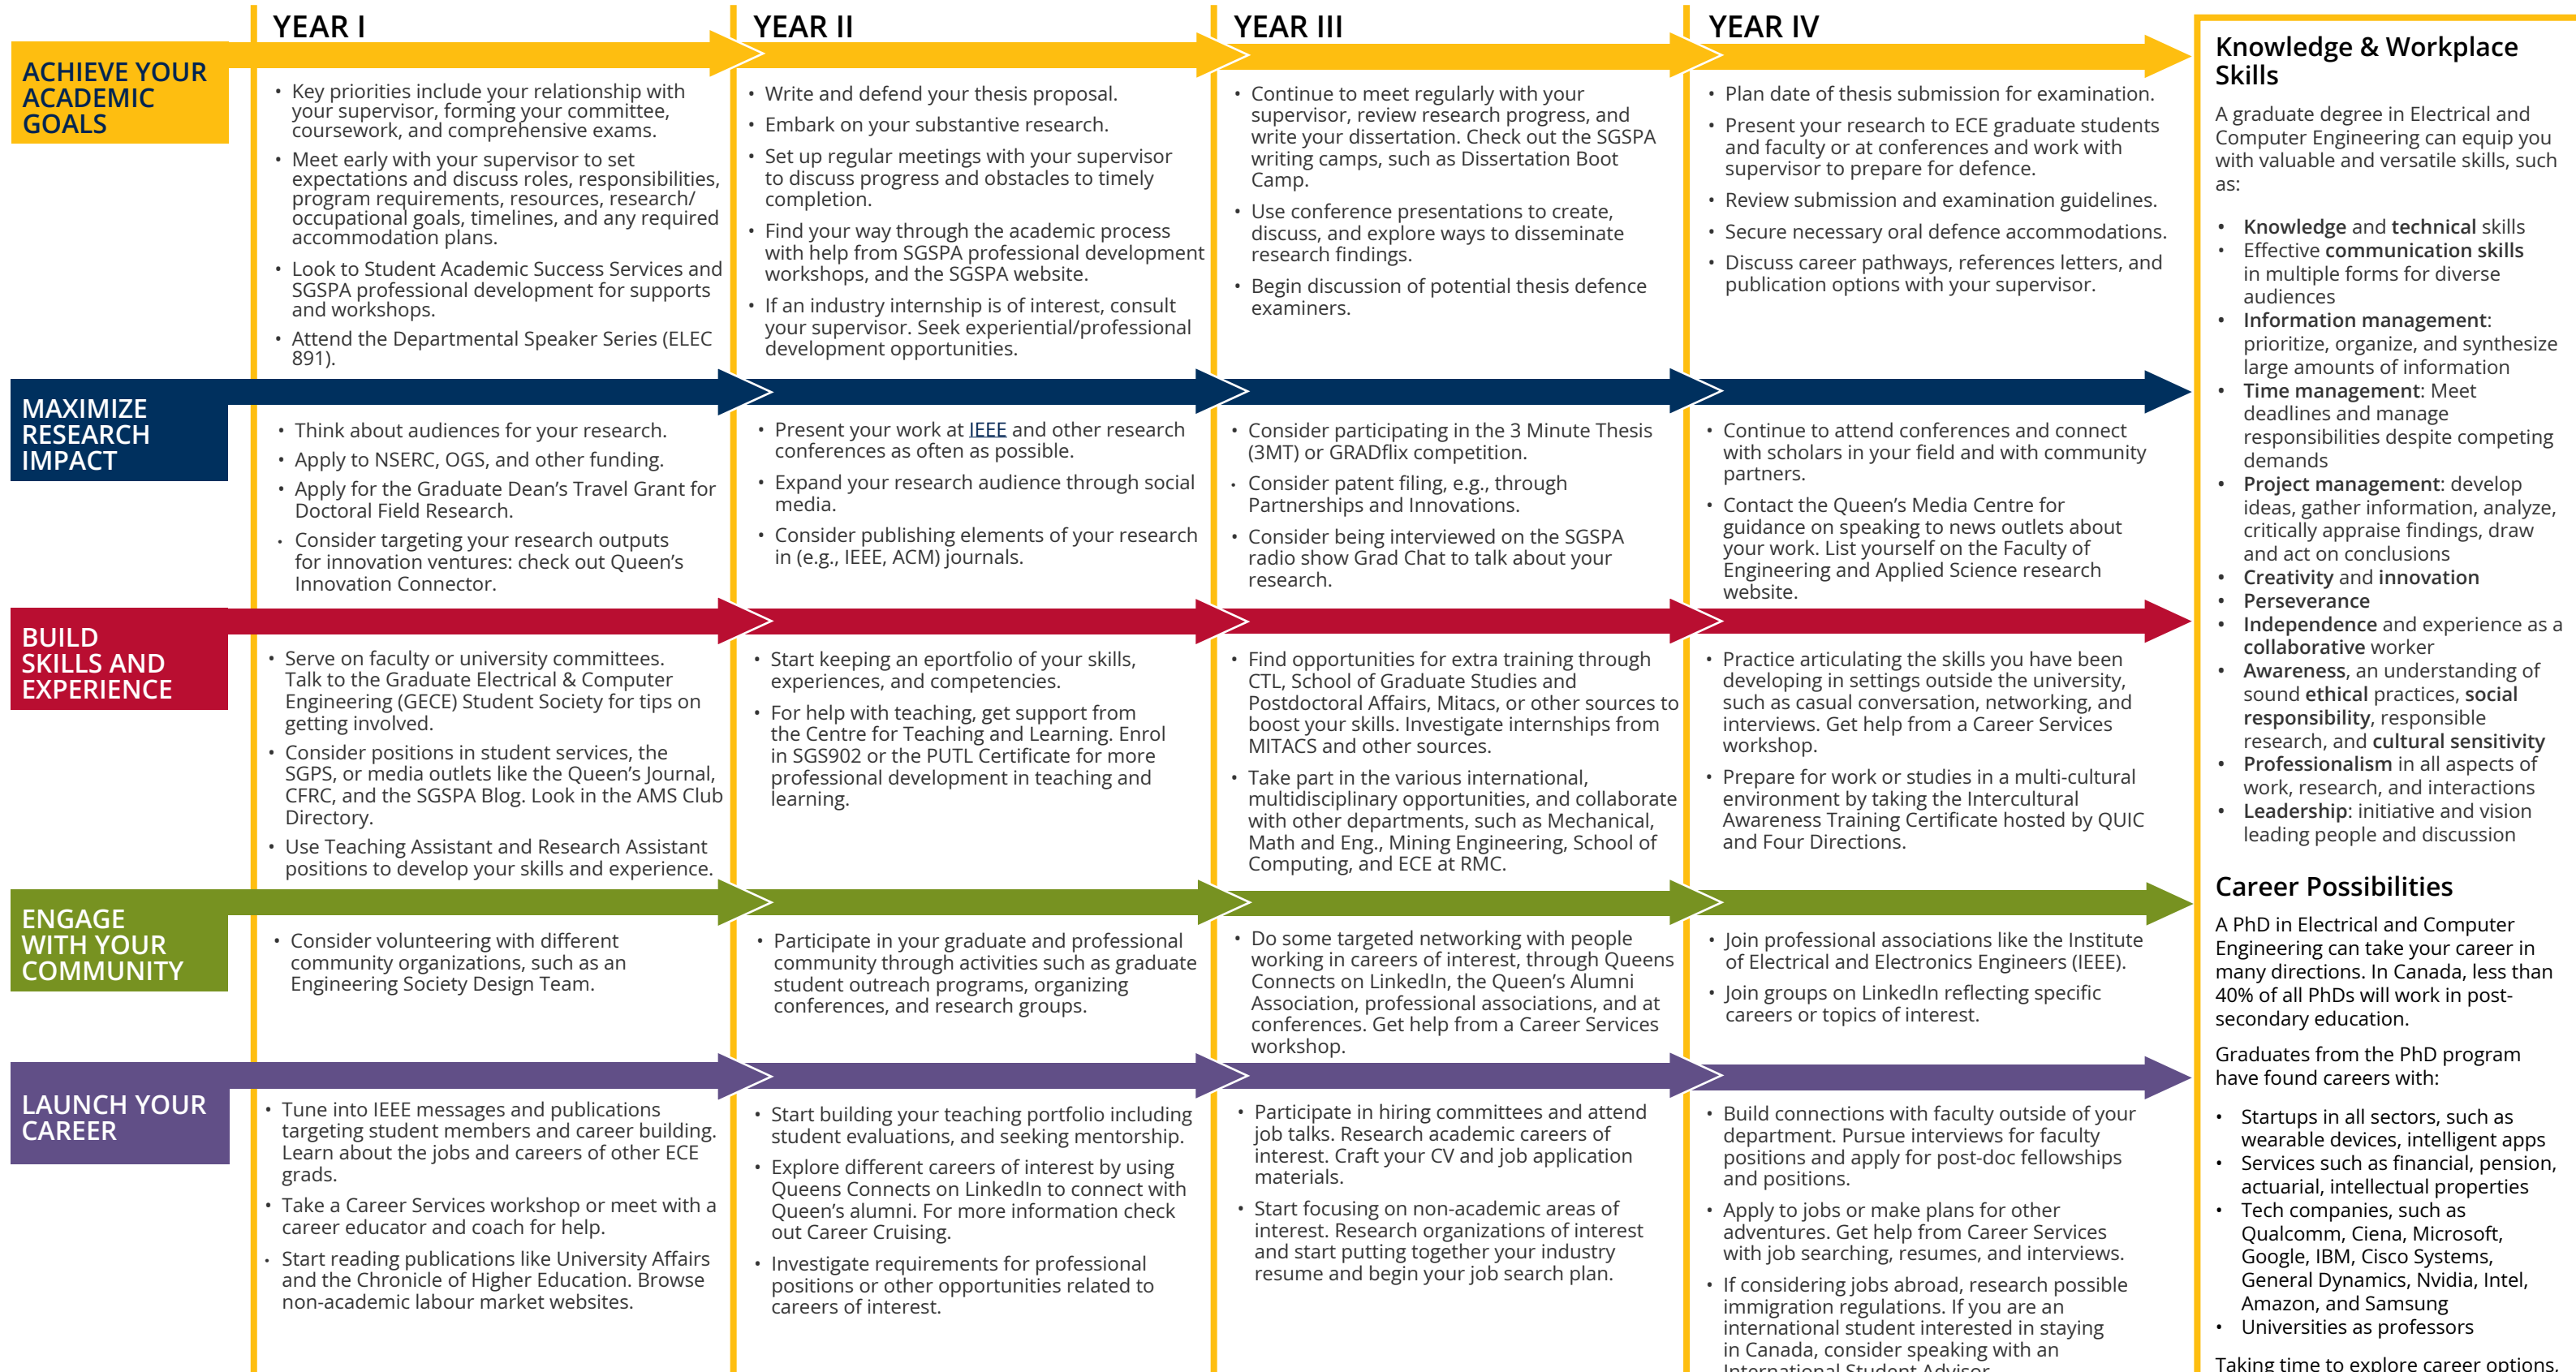 YEAR I
YEAR II
YEAR III
YEAR IV
ACHIEVE YOUR
ACADEMIC
GOALS
• Key priorities include your relationship with
your supervisor, forming your committee,
coursework, and comprehensive exams.
• Meet early with your supervisor to set
expectations and discuss roles, responsibilities,
program requirements, resources, research/
occupational goals, timelines, and any required
accommodation plans.
• Look to Student Academic Success Services and
SGSPA professional development for supports
and workshops.
• Attend the Departmental Speaker Series (ELEC
891).
• Write and defend your thesis proposal.
• Embark on your substantive research.
• Set up regular meetings with your supervisor
to discuss progress and obstacles to timely
completion.
• Find your way through the academic process
with help from SGSPA professional development
workshops, and the SGSPA website.
• If an industry internship is of interest, consult
your supervisor. Seek experiential/professional
development opportunities.
• Continue to meet regularly with your
supervisor, review research progress, and
write your dissertation. Check out the SGSPA
writing camps, such as Dissertation Boot
Camp.
• Use conference presentations to create,
discuss, and explore ways to disseminate
research findings.
• Begin discussion of potential thesis defence
examiners.
• Plan date of thesis submission for examination.
• Present your research to ECE graduate students
and faculty or at conferences and work with
supervisor to prepare for defence.
• Review submission and examination guidelines.
• Secure necessary oral defence accommodations.
• Discuss career pathways, references letters, and
publication options with your supervisor.
MAXIMIZE
RESEARCH
IMPACT
• Think about audiences for your research.
• Apply to NSERC, OGS, and other funding.
• Apply for the Graduate Dean’s Travel Grant for
Doctoral Field Research.
• Consider targeting your research outputs
for innovation ventures: check out Queen’s
Innovation Connector.
• Present your work at IEEE and other research
conferences as often as possible.
• Expand your research audience through social
media.
• Consider publishing elements of your research
in (e.g., IEEE, ACM) journals.
• Consider participating in the 3 Minute Thesis
(3MT) or GRADflix competition.
• Consider patent filing, e.g., through
Partnerships and Innovations.
• Consider being interviewed on the SGSPA
radio show Grad Chat to talk about your
research.
• Continue to attend conferences and connect
with scholars in your field and with community
partners.
• Contact the Queen’s Media Centre for
guidance on speaking to news outlets about
your work. List yourself on the Faculty of
Engineering and Applied Science research
website.
BUILD
SKILLS AND
EXPERIENCE
• Serve on faculty or university committees.
Talk to the Graduate Electrical & Computer
Engineering (GECE) Student Society for tips on
getting involved.
• Consider positions in student services, the
SGPS, or media outlets like the Queen’s Journal,
CFRC, and the SGSPA Blog. Look in the AMS Club
Directory.
• Use Teaching Assistant and Research Assistant
positions to develop your skills and experience.
• Start keeping an eportfolio of your skills,
experiences, and competencies.
• For help with teaching, get support from
the Centre for Teaching and Learning. Enrol
in SGS902 or the PUTL Certificate for more
professional development in teaching and
learning.
• Find opportunities for extra training through
CTL, School of Graduate Studies and
Postdoctoral Affairs, Mitacs, or other sources to
boost your skills. Investigate internships from
MITACS and other sources.
• Take part in the various international,
multidisciplinary opportunities, and collaborate
with other departments, such as Mechanical,
Math and Eng., Mining Engineering, School of
Computing, and ECE at RMC.
• Practice articulating the skills you have been
developing in settings outside the university,
such as casual conversation, networking, and
interviews. Get help from a Career Services
workshop.
• Prepare for work or studies in a multi-cultural
environment by taking the Intercultural
Awareness Training Certificate hosted by QUIC
and Four Directions.
ENGAGE
WITH YOUR
COMMUNITY
• Consider volunteering with different
community organizations, such as an
Engineering Society Design Team.
• Participate in your graduate and professional
community through activities such as graduate
student outreach programs, organizing
conferences, and research groups.
• Do some targeted networking with people
working in careers of interest, through Queens
Connects on LinkedIn, the Queen’s Alumni
Association, professional associations, and at
conferences. Get help from a Career Services
workshop.
• Join professional associations like the Institute
of Electrical and Electronics Engineers (IEEE).
• Join groups on LinkedIn reflecting specific
careers or topics of interest.
LAUNCH YOUR
CAREER
• Tune into IEEE messages and publications
targeting student members and career building.
Learn about the jobs and careers of other ECE
grads.
• Take a Career Services workshop or meet with a
career educator and coach for help.
• Start reading publications like University Affairs
and the Chronicle of Higher Education. Browse
non-academic labour market websites.
• Start building your teaching portfolio including
student evaluations, and seeking mentorship.
• Explore different careers of interest by using
Queens Connects on LinkedIn to connect with
Queen’s alumni. For more information check
out Career Cruising.
• Investigate requirements for professional
positions or other opportunities related to
careers of interest.
• Participate in hiring committees and attend
job talks. Research academic careers of
interest. Craft your CV and job application
materials.
• Start focusing on non-academic areas of
interest. Research organizations of interest
and start putting together your industry
resume and begin your job search plan.
• Build connections with faculty outside of your
department. Pursue interviews for faculty
positions and apply for post-doc fellowships
and positions.
• Apply to jobs or make plans for other
adventures. Get help from Career Services
with job searching, resumes, and interviews.
• If considering jobs abroad, research possible
immigration regulations. If you are an
international student interested in staying
in Canada, consider speaking with an
International Student Advisor.
Knowledge & Workplace
Skills
A graduate degree in Electrical and
Computer Engineering can equip you
with valuable and versatile skills, such
as:
• Knowledge and technical skills
• Effective communication skills
in multiple forms for diverse
audiences
• Information management:
prioritize, organize, and synthesize
large amounts of information
• Time management: Meet
deadlines and manage
responsibilities despite competing
demands
• Project management: develop
ideas, gather information, analyze,
critically appraise findings, draw
and act on conclusions
• Creativity and innovation
• Perseverance
• Independence and experience as a
collaborative worker
• Awareness, an understanding of
sound ethical practices, social
responsibility, responsible
research, and cultural sensitivity
• Professionalism in all aspects of
work, research, and interactions
• Leadership: initiative and vision
leading people and discussion
Career Possibilities
A PhD in Electrical and Computer
Engineering can take your career in
many directions. In Canada, less than
40% of all PhDs will work in post-
secondary education.
Graduates from the PhD program
have found careers with:
• Startups in all sectors, such as
wearable devices, intelligent apps
• Services such as financial, pension,
actuarial, intellectual properties
• Tech companies, such as
Qualcomm, Ciena, Microsoft,
Google, IBM, Cisco Systems,
General Dynamics, Nvidia, Intel,
Amazon, and Samsung
• Universities as professors
Taking time to explore career options,